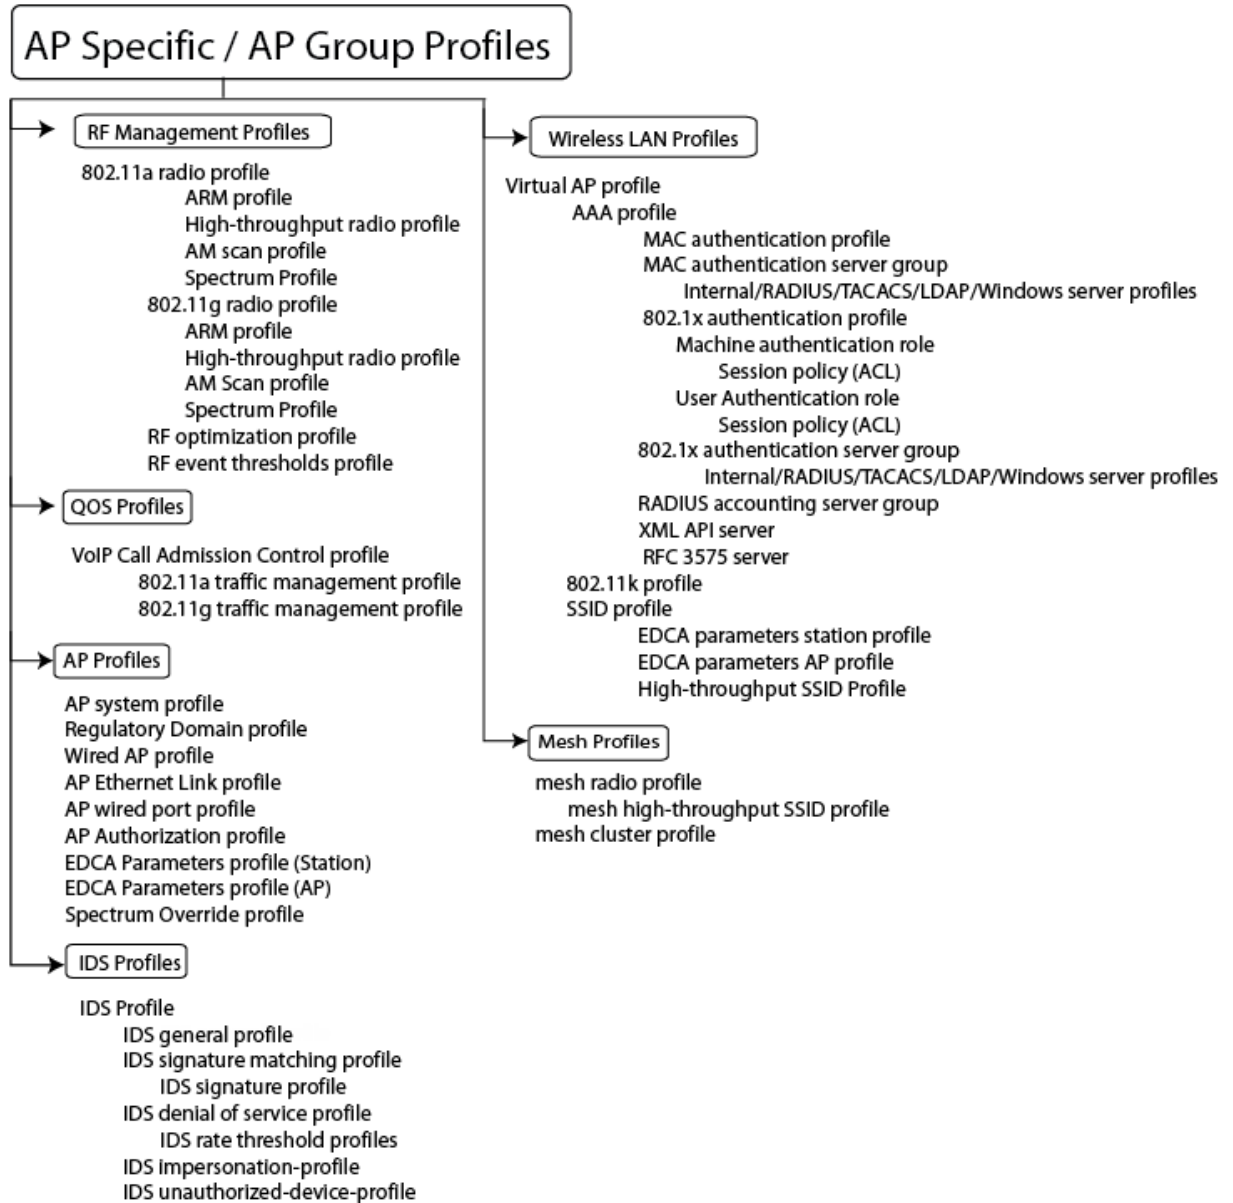 AP Specific / AP Group Profiles
RF Management Profiles
802.11a radio profile
ARM profile
High-throughput radio profile
AM scan profile
Spectrum Profile
802.11g radio profile
ARM profile
High-throughput radio profile
AM Scan profile
Spectrum Profile
RF optimization profile
RF event thresholds profile
QOS Profiles
VoIP Call Admission Control profile
802.11a traffic management profile
802.11g traffic management profile
AP Profiles
AP system profile
Regulatory Domain profile
Wired AP profile
AP Ethernet Link profile
AP wired port profile
AP Authorization profile
EDCA Parameters profile (Station)
EDCA Parameters profile (AP)
Spectrum Override profile
IDS Profiles
IDS Profile
IDS general profile
IDS signature matching profile
IDS signature profile
IDS denial of service profile
IDS rate threshold profiles
IDS impersonation-profile
IDS unauthorized-device-profile
Wireless LAN Profiles
Virtual AP profile
AAA profile
MAC authentication profile
MAC authentication server group
Internal/RADIUS/TACACS/LDAP/Windows server profiles
802.1x authentication profile
Machine authentication role
Session policy (ACL)
User Authentication role
Session policy (ACL)
802.1x authentication server group
Internal/RADIUS/TACACS/LDAP/Windows server profiles
RADIUS accounting server group
XML API server
RFC 3575 server
802.11k profile
SSID profile
EDCA parameters station profile
EDCA parameters AP profile
High-throughput SSID Profile
Mesh Profiles
mesh radio profile
mesh high-throughput SSID profile
mesh cluster profile